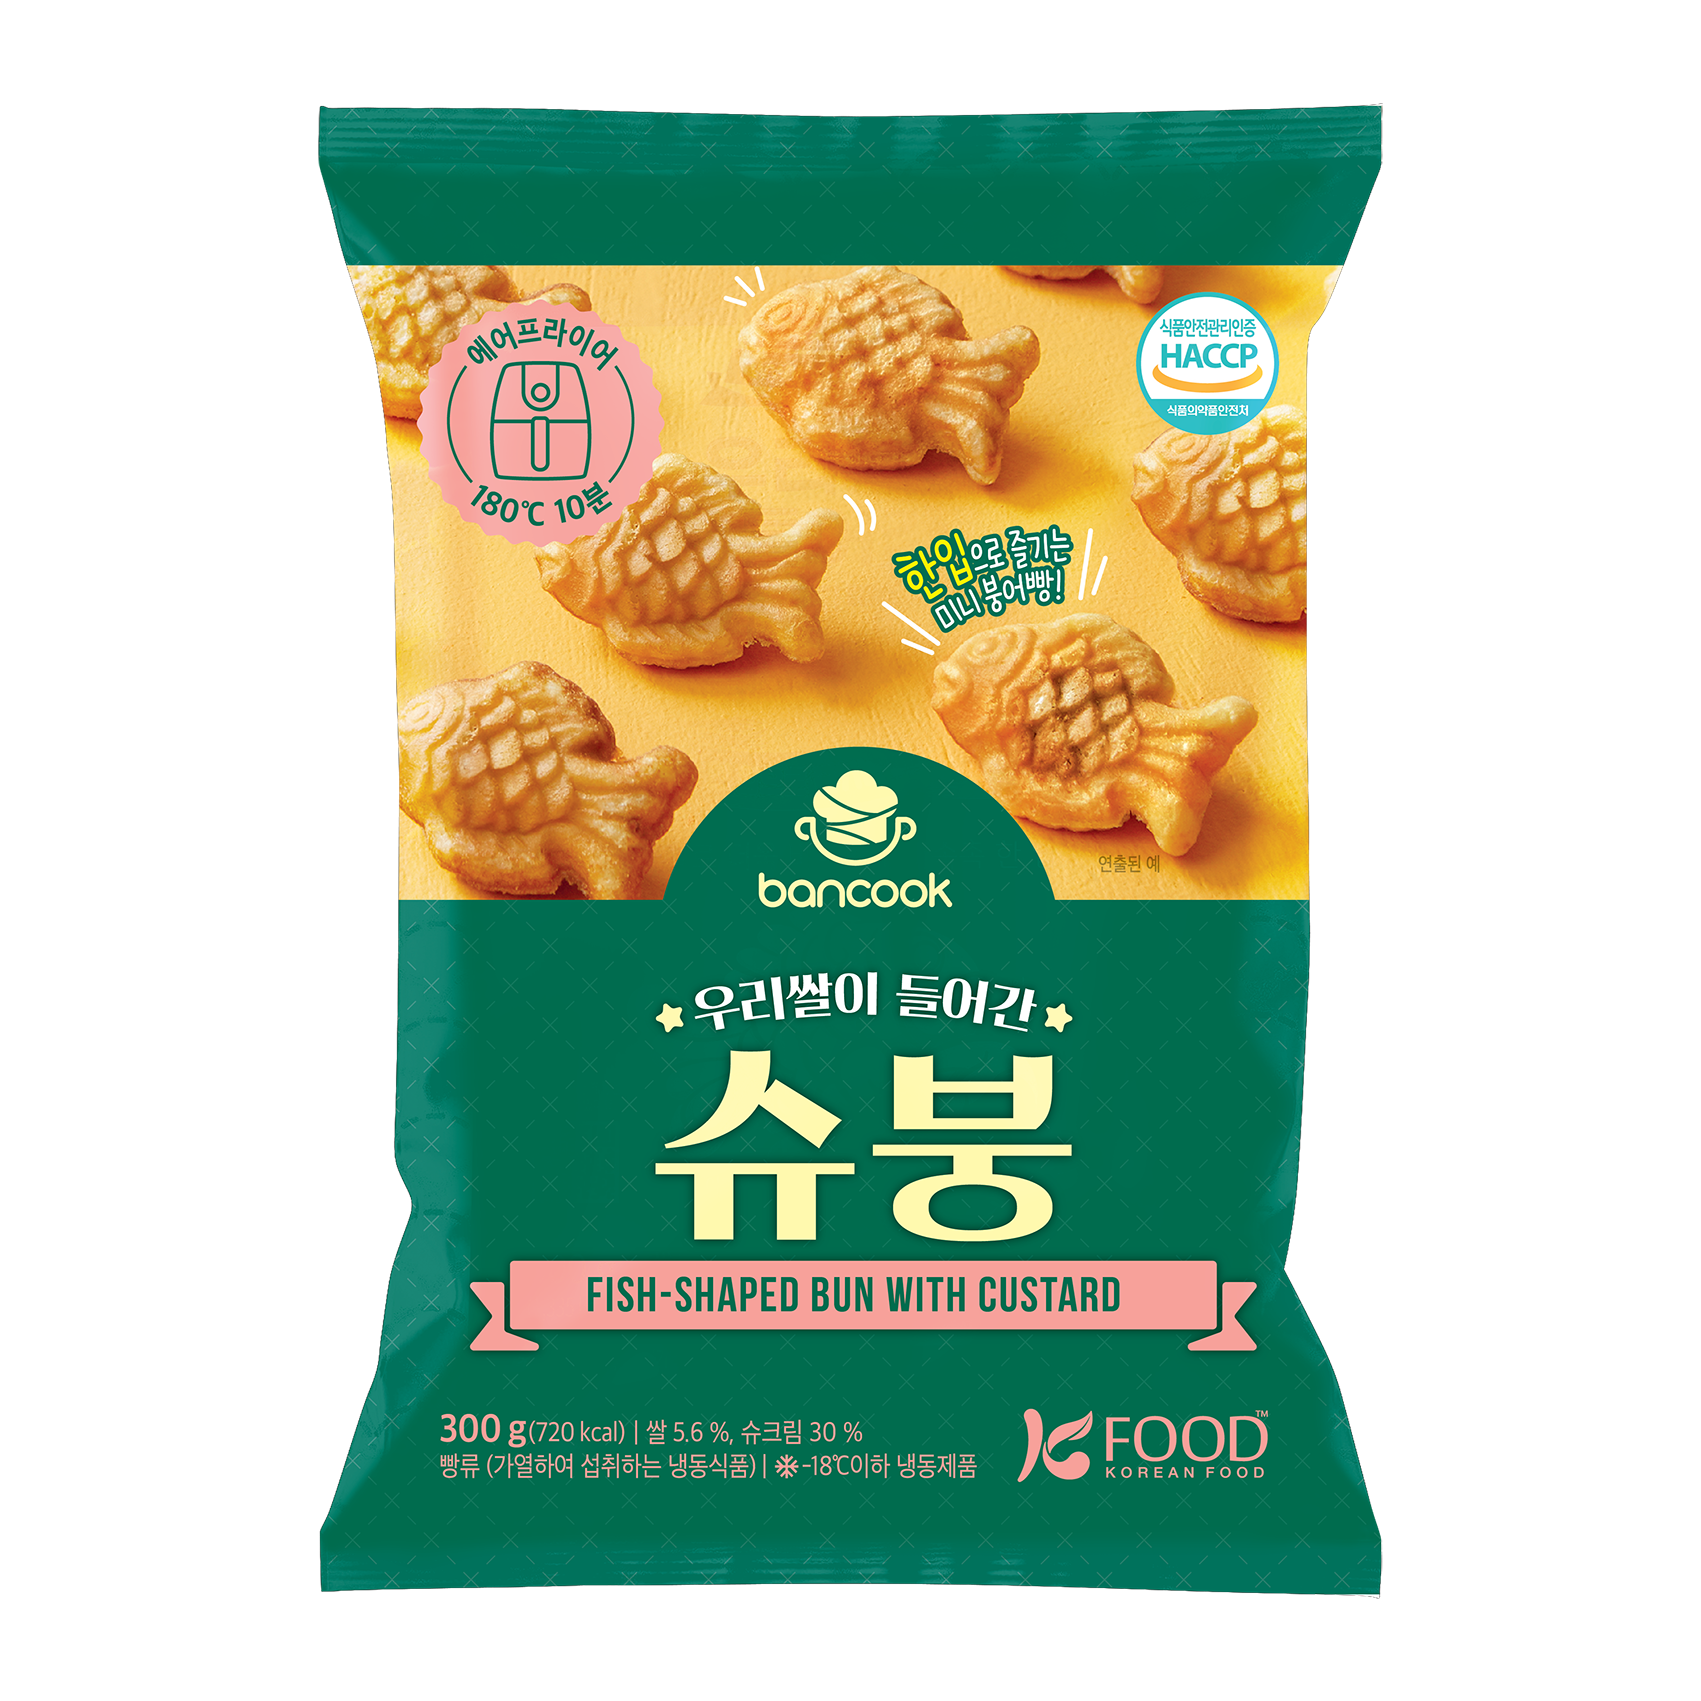 에어프라이어
180℃ 10분
식품안전관리인증
HACCP
식품의약품안전처
한입으로 즐기는
미니 붕어빵!
연출된 예
bancook
우리쌀이 들어간
슈붕
FISH-SHAPED BUN WITH CUSTARD
300 g(720 kcal) | 쌀 5.6 %, 슈크림 30 %
빵류 (가열하여 섭취하는 냉동식품) | -18℃이하 냉동제품
K FOOD™
KOREAN FOOD